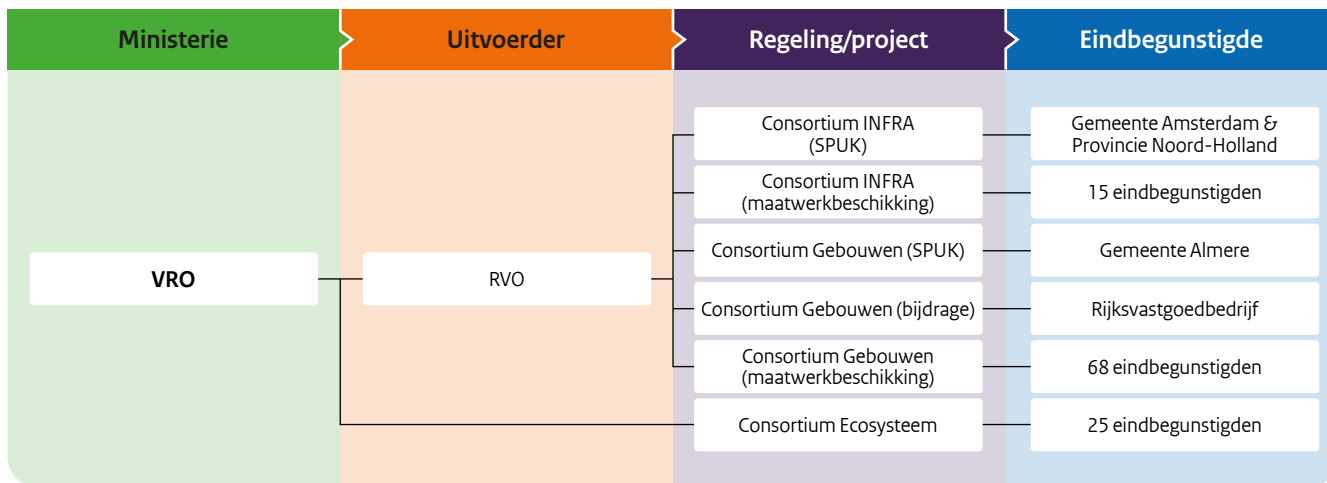 Ministerie
Uitvoerder
Regeling/project
Eindbegunstigde
Consortium INFRA
(SPUK)
Gemeente Amsterdam &
Provincie Noord-Holland
Consortium INFRA
(maatwerkbeschikking)
15 eindbegunstigden
Consortium Gebouwen (SPUK)
Gemeente Almere
VRO
RVO
Consortium Gebouwen (bijdrage)
Rijksvastgoedbedrijf
Consortium Gebouwen
(maatwerkbeschikking)
68 eindbegunstigden
Consortium Ecosysteem
25 eindbegunstigden